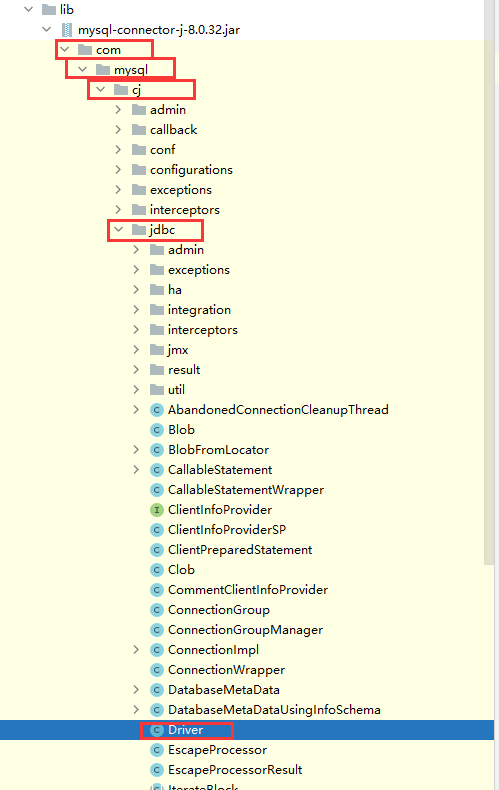 lib
mysql-connector-j-8.0.32.jar
com
mysql
cj
admin
callback
conf
configurations
exceptions
interceptors
jdbc
admin
exceptions
ha
integration
interceptors
jmx
result
util
C AbandonedConnectionCleanupThread
C Blob
C BlobFromLocator
C CallableStatement
C CallableStatementWrapper
I ClientInfoProvider
C ClientInfoProviderSP
C ClientPreparedStatement
C Clob
C CommentClientInfoProvider
C ConnectionGroup
C ConnectionGroupManager
C ConnectionImpl
C ConnectionWrapper
C DatabaseMetaData
C DatabaseMetaDataUsingInfoSchema
C Driver
C EscapeProcessor
C EscapeProcessorResult
C IterateBlock